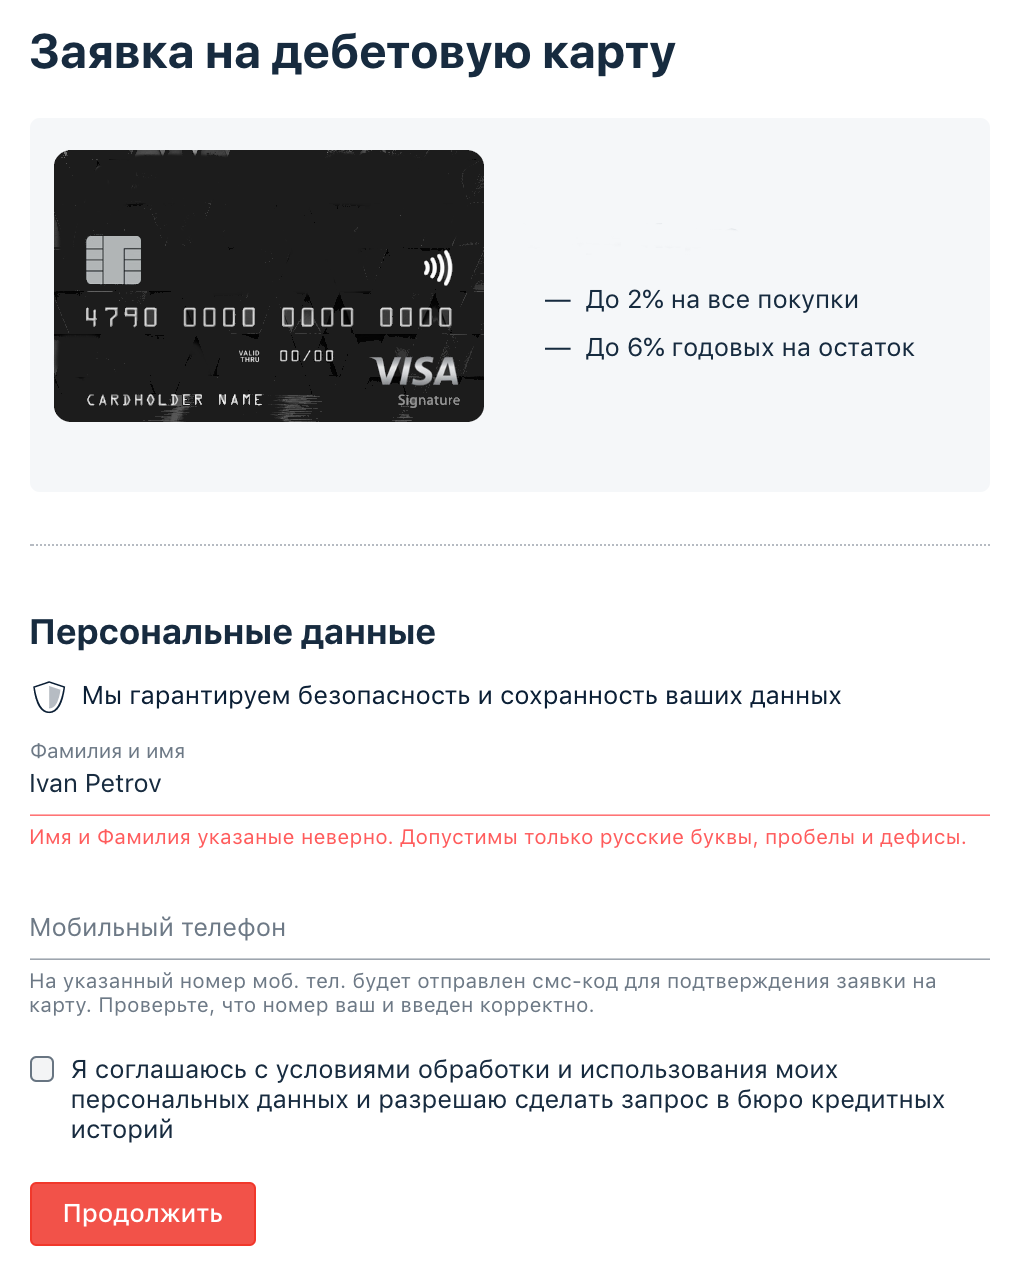 Заявка на дебетовую карту
4790 0000 0000 0000
VALID
THRU
00/00
VISA
Signature
CARDHOLDER NAME
— До 2% на все покупки
— До 6% годовых на остаток
Персональные данные
Мы гарантируем безопасность и сохранность ваших данных
Фамилия и имя
Ivan Petrov
Имя и Фамилия указаные неверно. Допустимы только русские буквы, пробелы и дефисы.
Мобильный телефон
На указанный номер моб. тел. будет отправлен смс-код для подтверждения заявки на
карту. Проверьте, что номер ваш и введен корректно.
Я соглашаюсь с условиями обработки и использования моих
персональных данных и разрешаю сделать запрос в бюро кредитных
историй
Продолжить